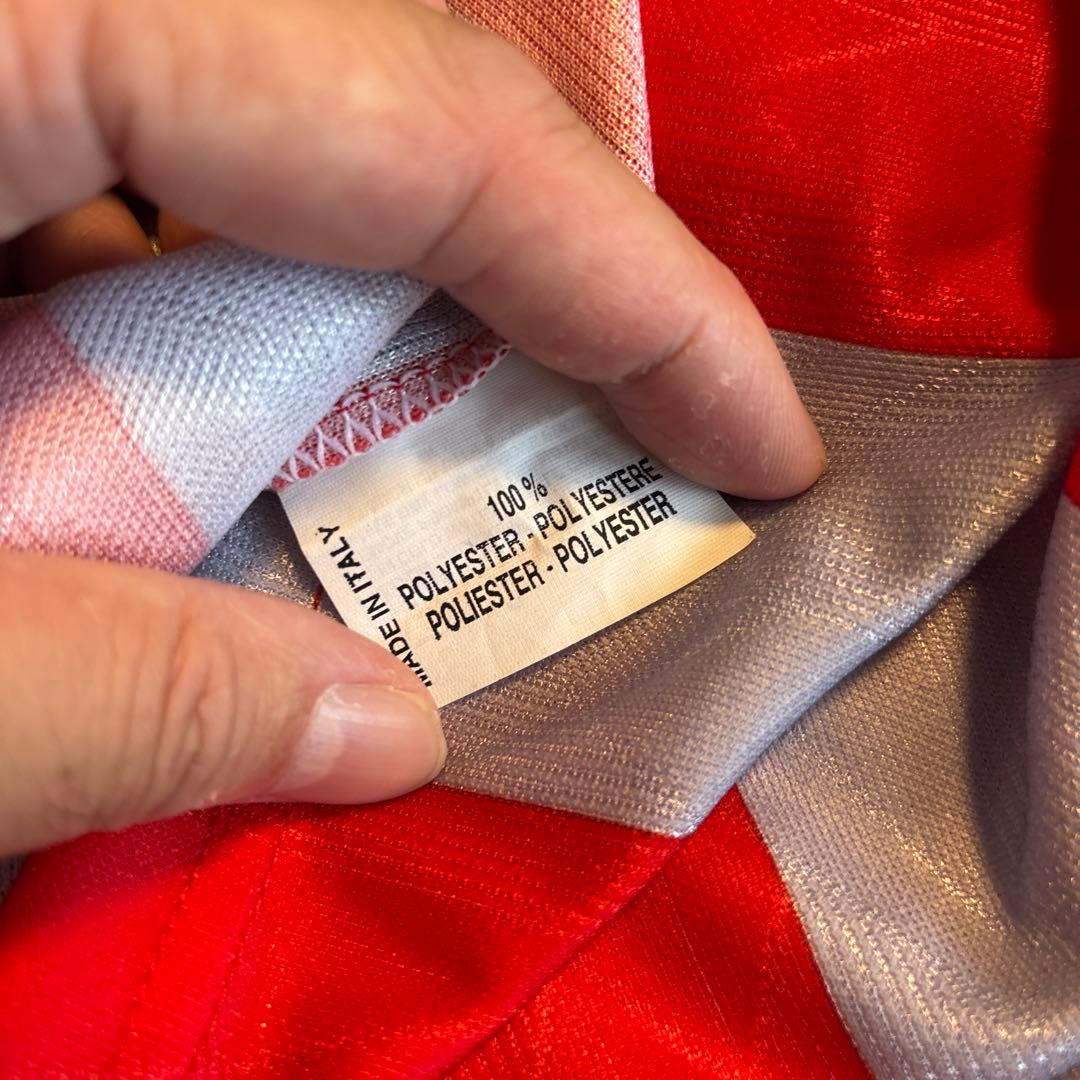 100 %
POLYESTER - POLYESTERE
POLIESTER - POLYESTER
MADE IN ITALY